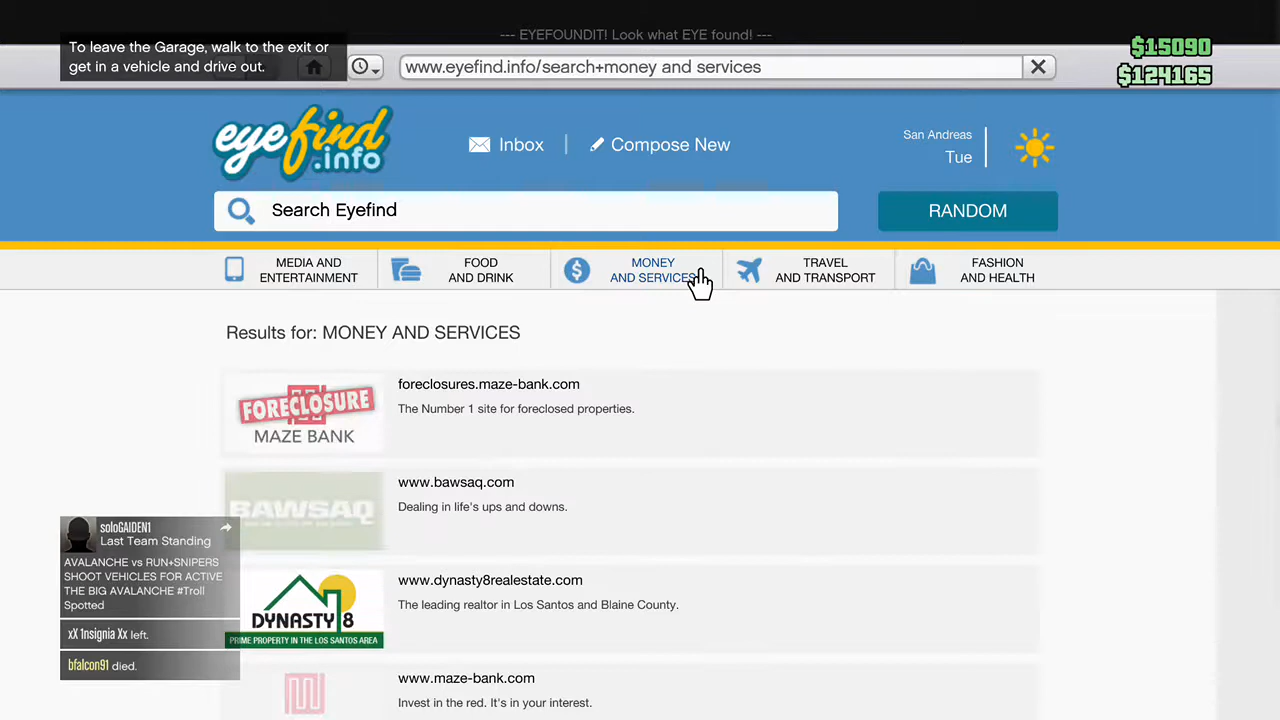 --- EYEFOUNDIT! Look what EYE found! ---
To leave the Garage, walk to the exit or
get in a vehicle and drive out.
www.eyefind.info/search+money and services
$15090
$124165
eyefind
.info
Inbox
Compose New
San Andreas
Tue
Search Eyefind
RANDOM
MEDIA AND
ENTERTAINMENT
FOOD
AND DRINK
MONEY
AND SERVICES
TRAVEL
AND TRANSPORT
FASHION
AND HEALTH
Results for: MONEY AND SERVICES
FORECLOSURE
MAZE BANK
foreclosures.maze-bank.com
The Number 1 site for foreclosed properties.
BAWSAQ
www.bawsaq.com
Dealing in life's ups and downs.
DYNASTY 8
PRIME PROPERTY IN THE LOS SANTOS AREA
www.dynasty8realestate.com
The leading realtor in Los Santos and Blaine County.
www.maze-bank.com
Invest in the red. It's in your interest.
soloGAIDEN1
Last Team Standing
AVALANCHE vs RUN+SNIPERS
SHOOT VEHICLES FOR ACTIVE
THE BIG AVALANCHE #Troll
Spotted
xX 1nsignia Xx left.
bfalcon91 died.